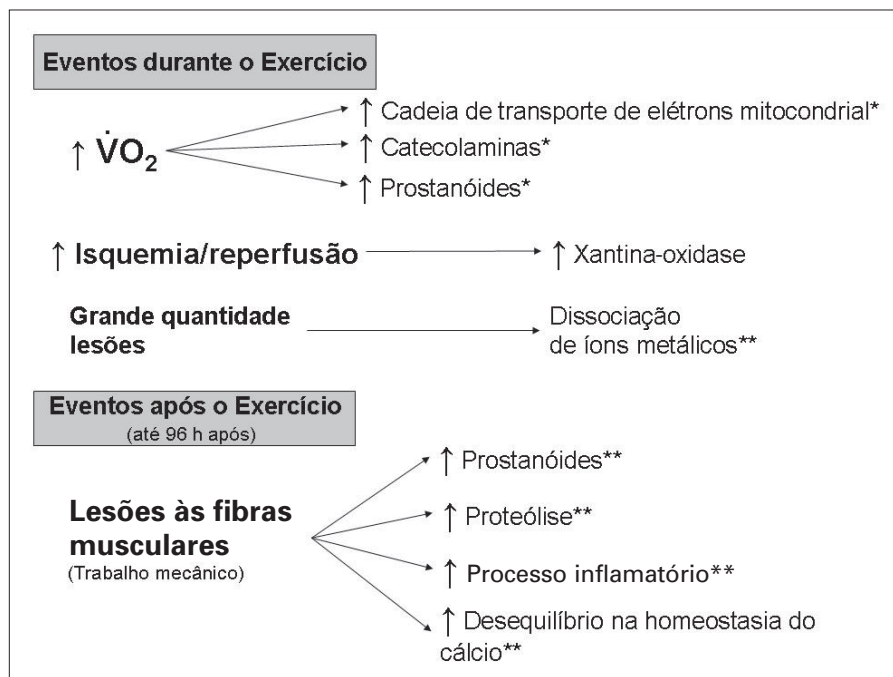 Eventos durante o Exercício
↑ V̇O₂
↑ Cadeia de transporte de elétrons mitocondrial*
↑ Catecolaminas*
↑ Prostanóides*
↑ Isquemia/reperfusão
↑ Xantina-oxidase
Grande quantidade
lesões
Dissociação
de íons metálicos**
Eventos após o Exercício
(até 96 h após)
Lesões às fibras
musculares
(Trabalho mecânico)
↑ Prostanóides**
↑ Proteólise**
↑ Processo inflamatório**
↑ Desequilíbrio na homeostasia do
cálcio**